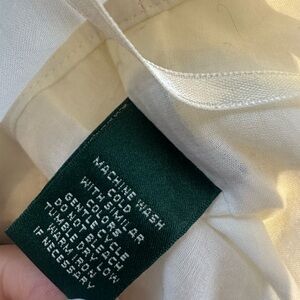 MACHINE WASH
COLD
WITH SIMILAR
COLORS
GENTLE CYCLE
DO NOT BLEACH
TUMBLE DRY LOW
WARM IRON
IF NECESSARY